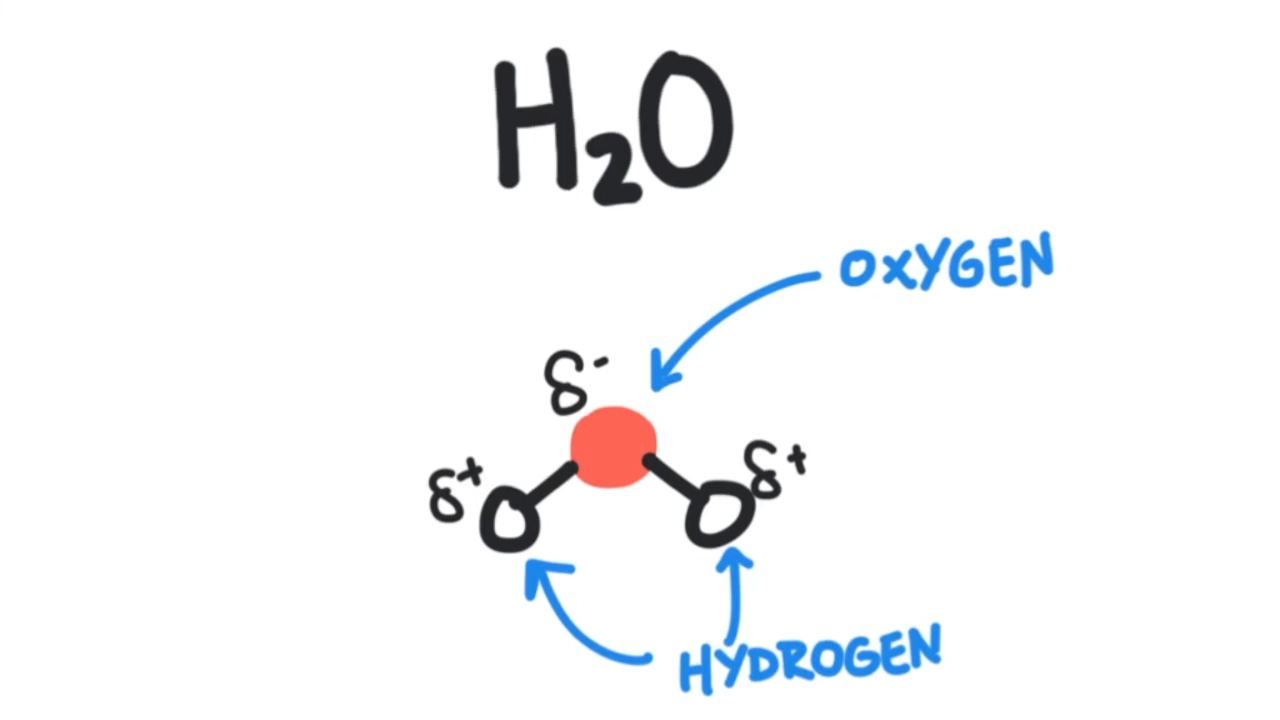 H₂O
OXYGEN
δ-
δ+
δ+
HYDROGEN